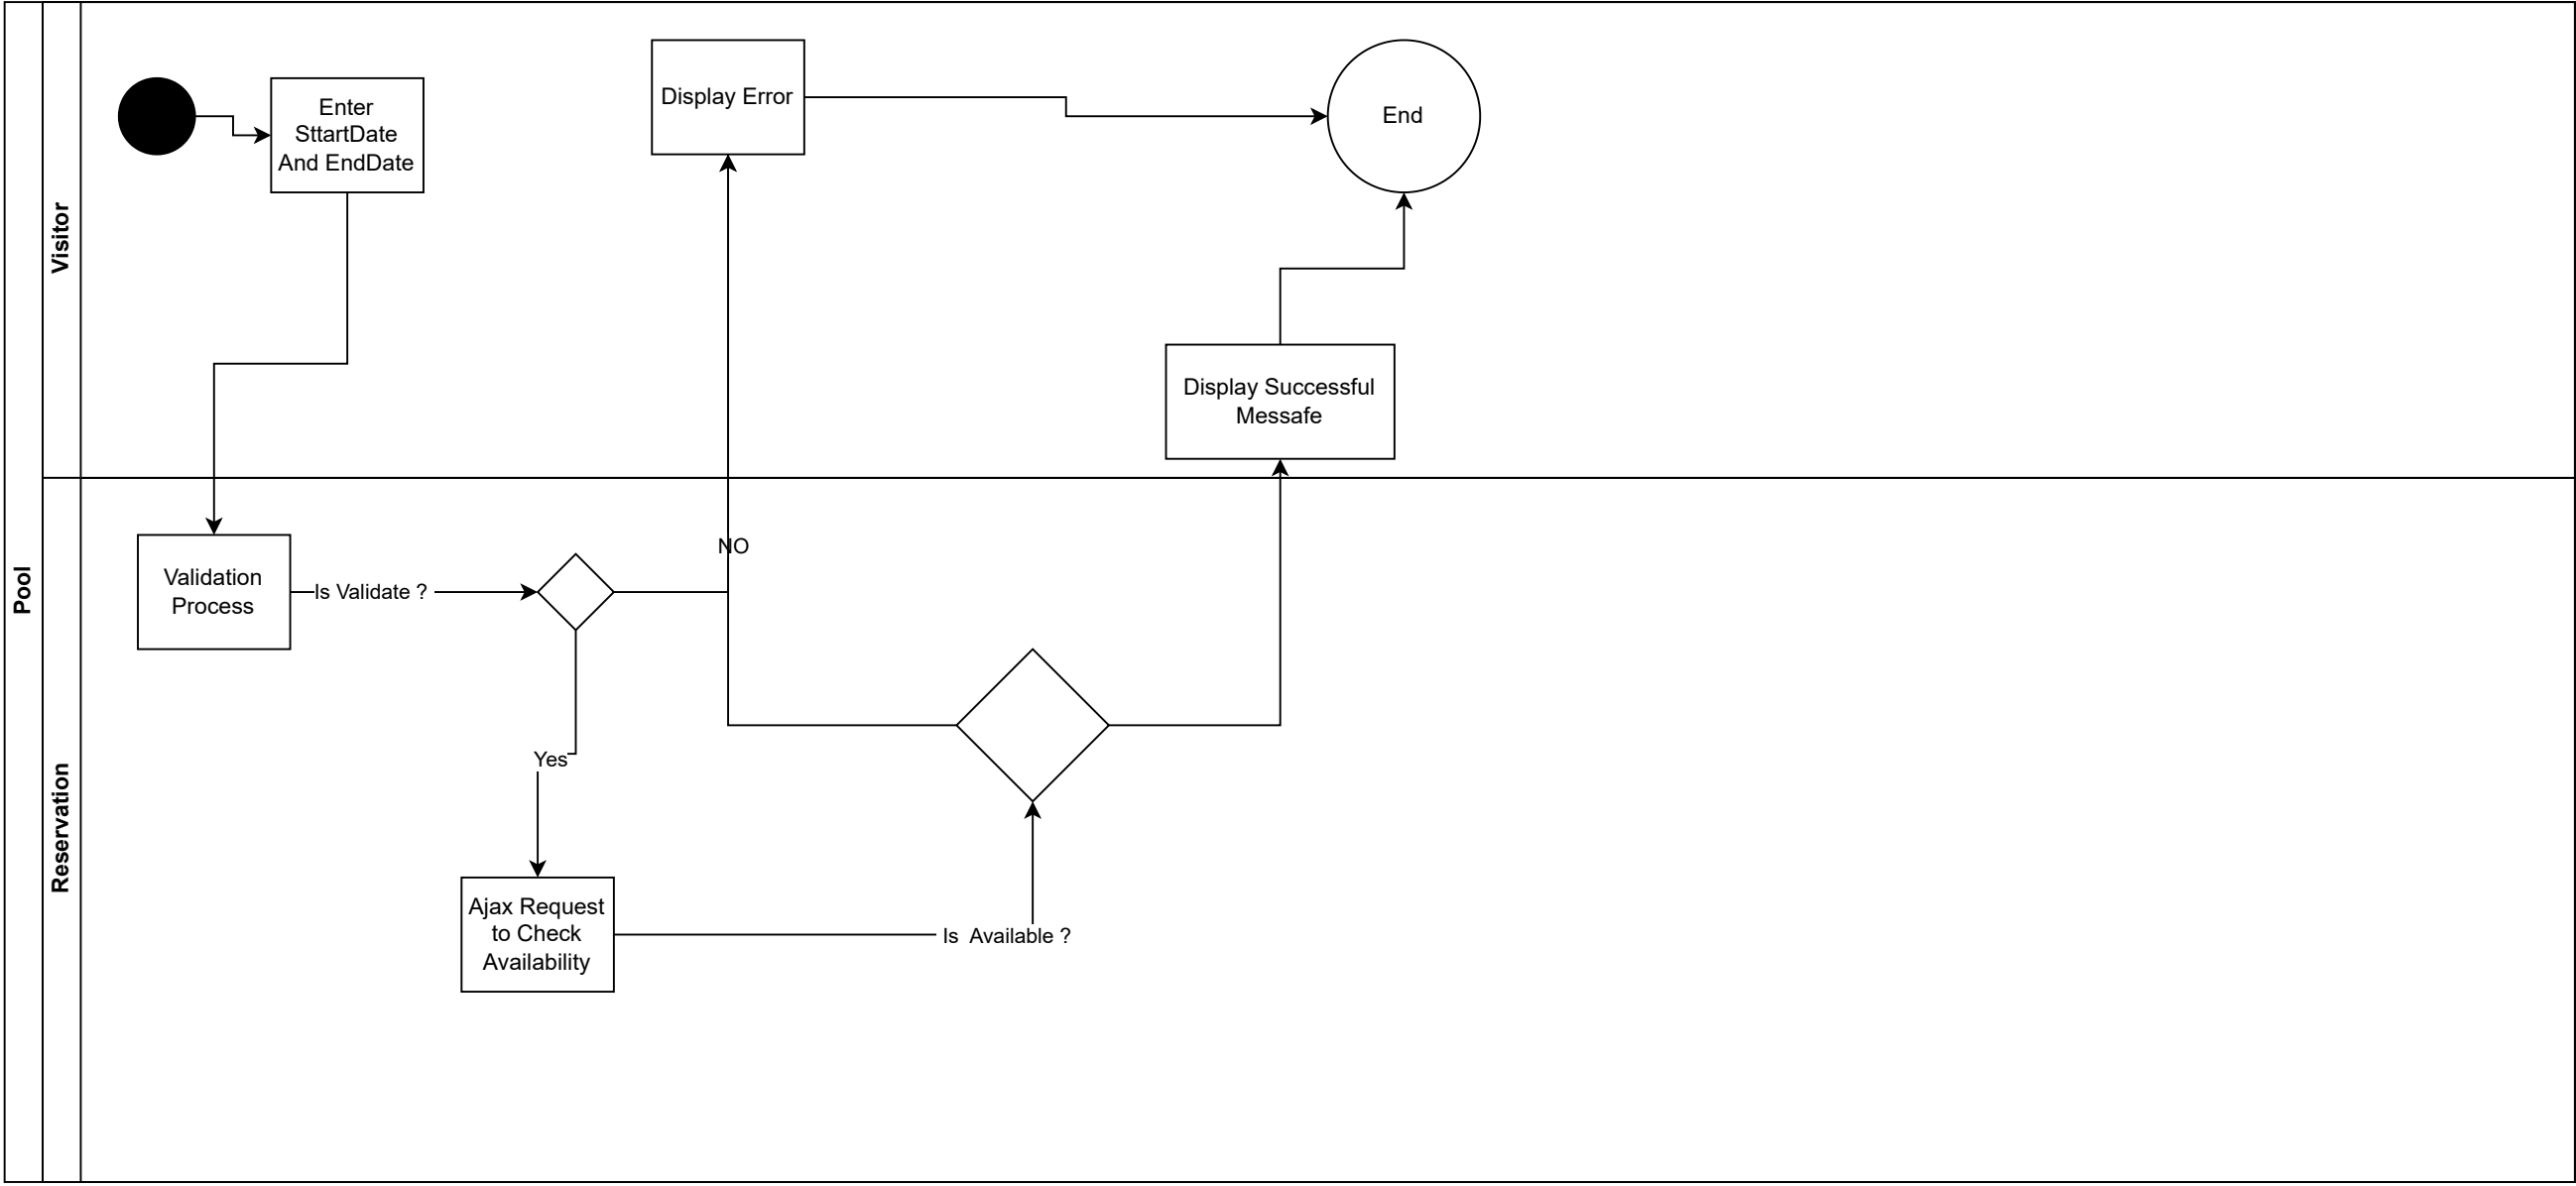 Pool
Visitor
Enter
SttartDate
And EndDate
Display Error
End
Display Successful
Messafe
Reservation
Validation
Process
Is Validate ?
NO
Yes
Ajax Request
to Check
Availability
Is  Available ?